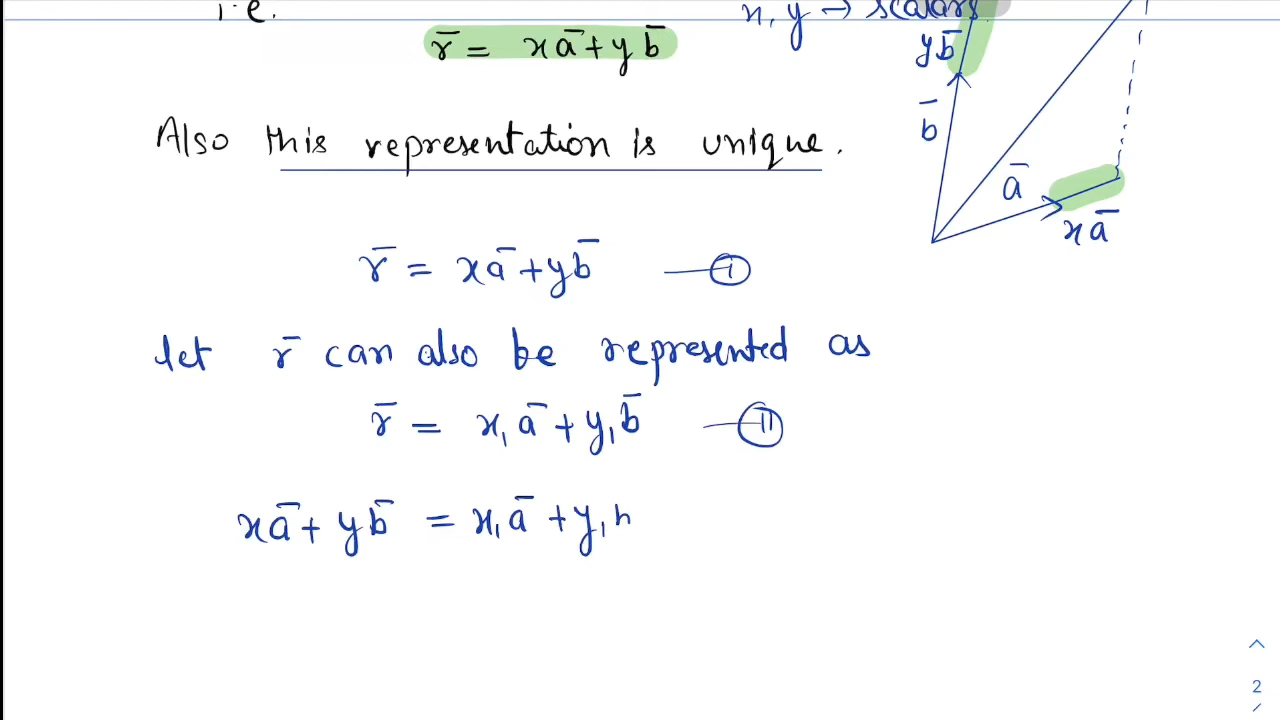 i.e.
x, y → scalars
r̄ = xā + yb̄
yb̄
b̄
ā
xā
Also this representation is unique.
r̄ = xā + yb̄ — Ⓘ
let r̄ can also be represented as
r̄ = x₁ā + y₁b̄ — Ⓘ Ⓘ
xā + yb̄ = x₁ā + y₁
2